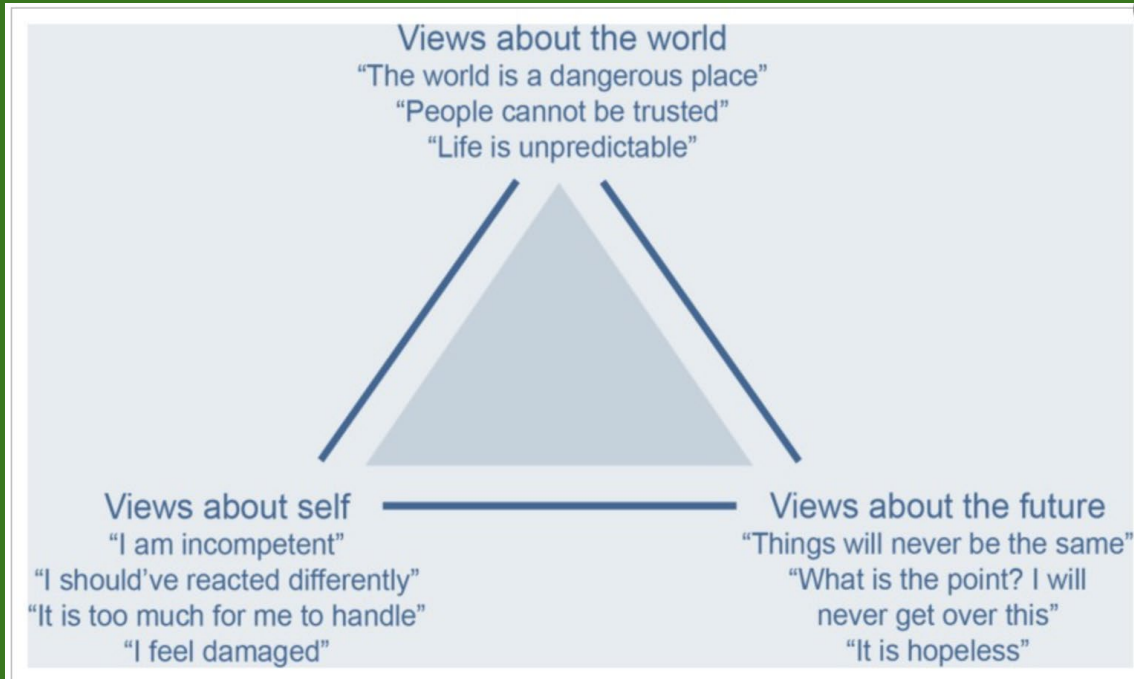 Views about the world
“The world is a dangerous place”
“People cannot be trusted”
“Life is unpredictable”
Views about self
“I am incompetent”
“I should’ve reacted differently”
“It is too much for me to handle”
“I feel damaged”
Views about the future
“Things will never be the same”
“What is the point? I will
never get over this”
“It is hopeless”